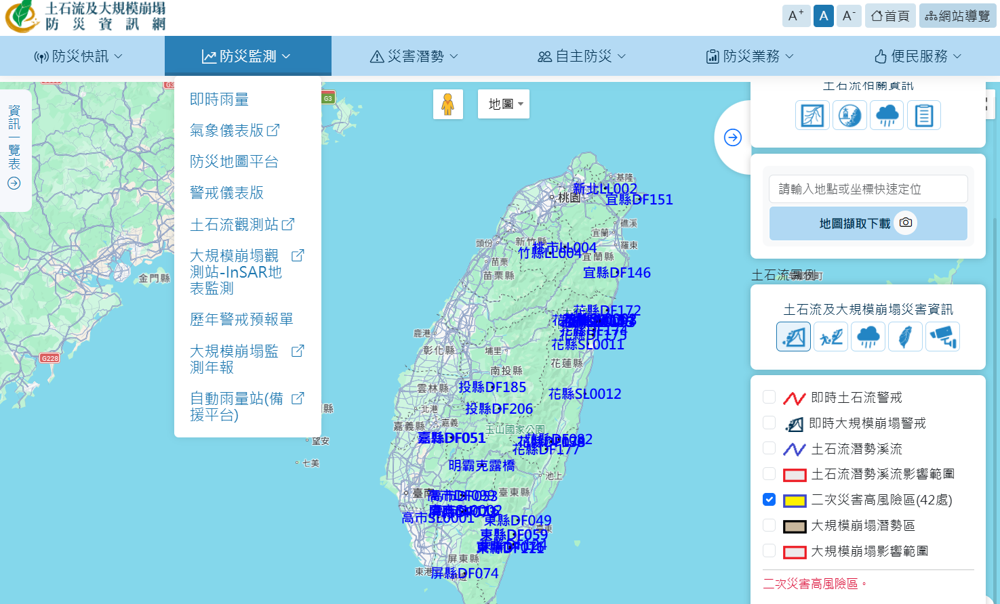 土石流及大規模崩塌
防災資訊網
A+
A
A-
首頁
網站導覽
防災快訊
防災監測
災害潛勢
自主防災
防災業務
便民服務
資訊一覽表
即時雨量
氣象儀表版
防災地圖平台
警戒儀表版
土石流觀測站
大規模崩塌觀
測站-InSAR地
表監測
歷年警戒預報單
大規模崩塌監
測年報
自動雨量站(備
援平台)
G3
地圖
金門縣
G228
望安
七美
基隆
新北LL002
桃園
宜縣DF151
礁溪
宜蘭
羅東
頭份
新竹縣
桃市LL004
竹縣LL004
宜蘭縣
苗栗
苗栗縣
宜縣DF146
花縣DF172
鹿港
花縣DF175
花縣SL0011
彰化縣
埔里
花蓮縣
南投縣
雲林縣
投縣DF185
花縣SL0012
北港
投縣DF206
嘉義
嘉義縣
玉山國家公園
嘉縣DF051
花縣DF177
明霸克露橋
池上
臺南
臺東縣
高市SL0001
東縣DF049
臺東
東縣DF059
屏東縣
東港
屏縣DF074
土石流相關資訊
請輸入地點或坐標快速定位
地圖擷取下載
土石流圖例
土石流及大規模崩塌災害資訊
即時土石流警戒
即時大規模崩塌警戒
土石流潛勢溪流
土石流潛勢溪流影響範圍
二次災害高風險區(42處)
大規模崩塌潛勢區
大規模崩塌影響範圍
二次災害高風險區。